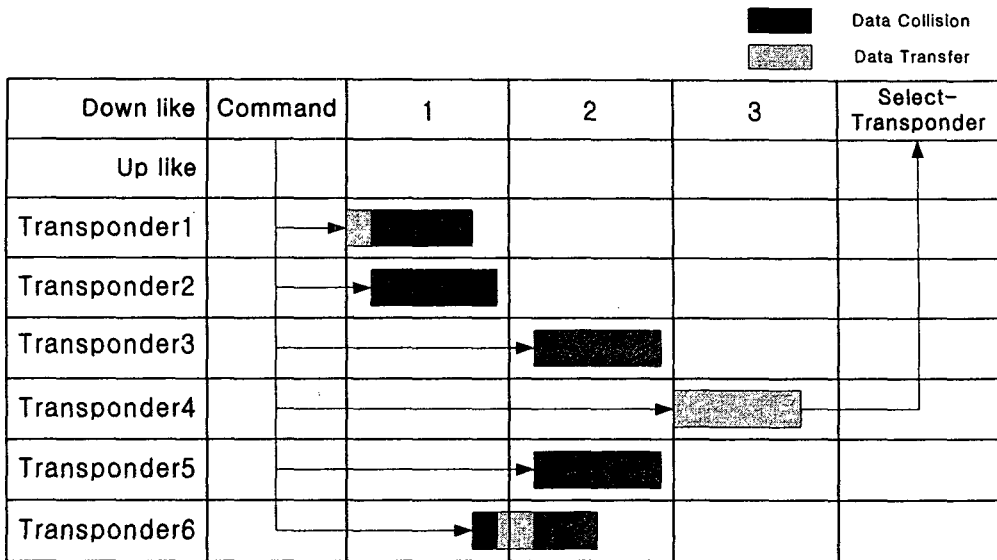 Data Collision
Data Transfer
Down like Command 1 2 3 Select-
Transponder
Up like
Transponder1
Transponder2
Transponder3
Transponder4
Transponder5
Transponder6